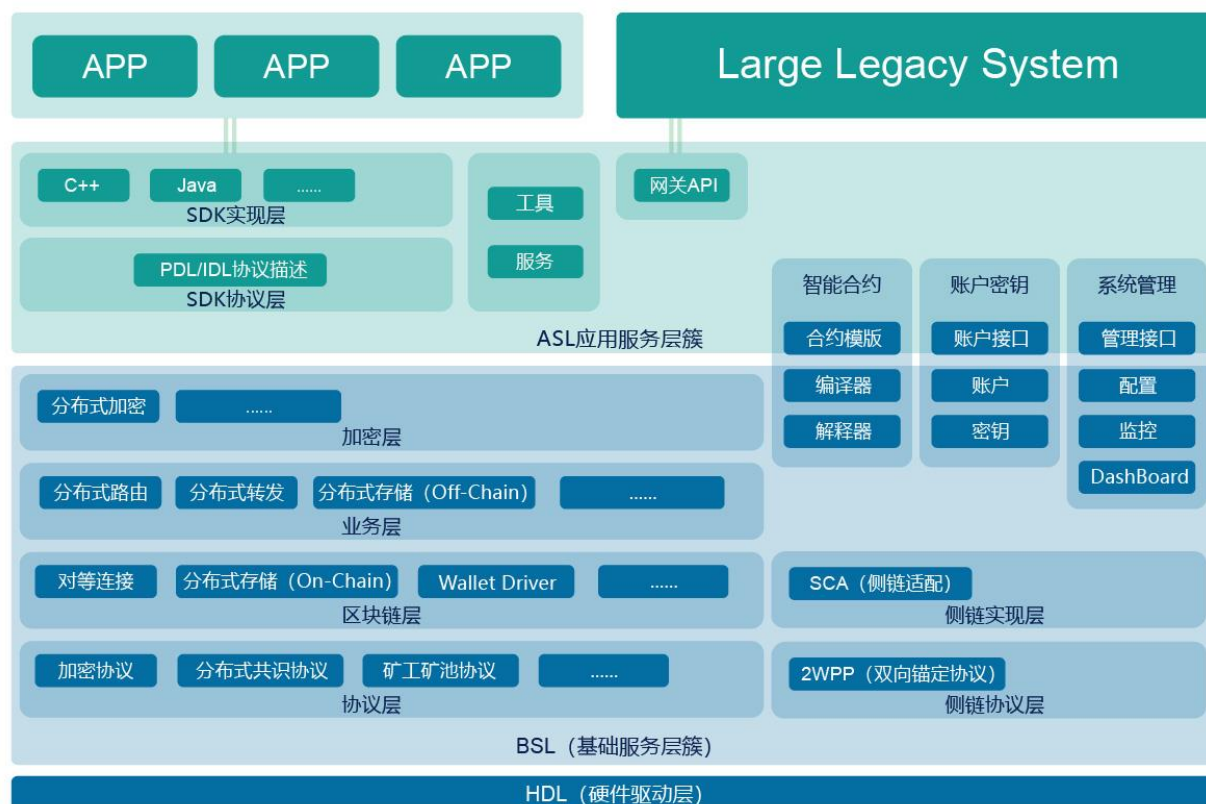 APP
APP
APP
Large Legacy System
C++
Java
......
SDK实现层
PDL/IDL协议描述
SDK协议层
工具
服务
网关API
ASL应用服务层簇
智能合约
合约模版
编译器
解释器
账户密钥
账户接口
账户
密钥
系统管理
管理接口
配置
监控
DashBoard
分布式加密
......
加密层
分布式路由
分布式转发
分布式存储（Off-Chain）
......
业务层
对等连接
分布式存储（On-Chain）
Wallet Driver
......
区块链层
SCA（侧链适配）
侧链实现层
加密协议
分布式共识协议
矿工矿池协议
......
协议层
2WPP（双向锚定协议）
侧链协议层
BSL（基础服务层簇）
HDL（硬件驱动层）